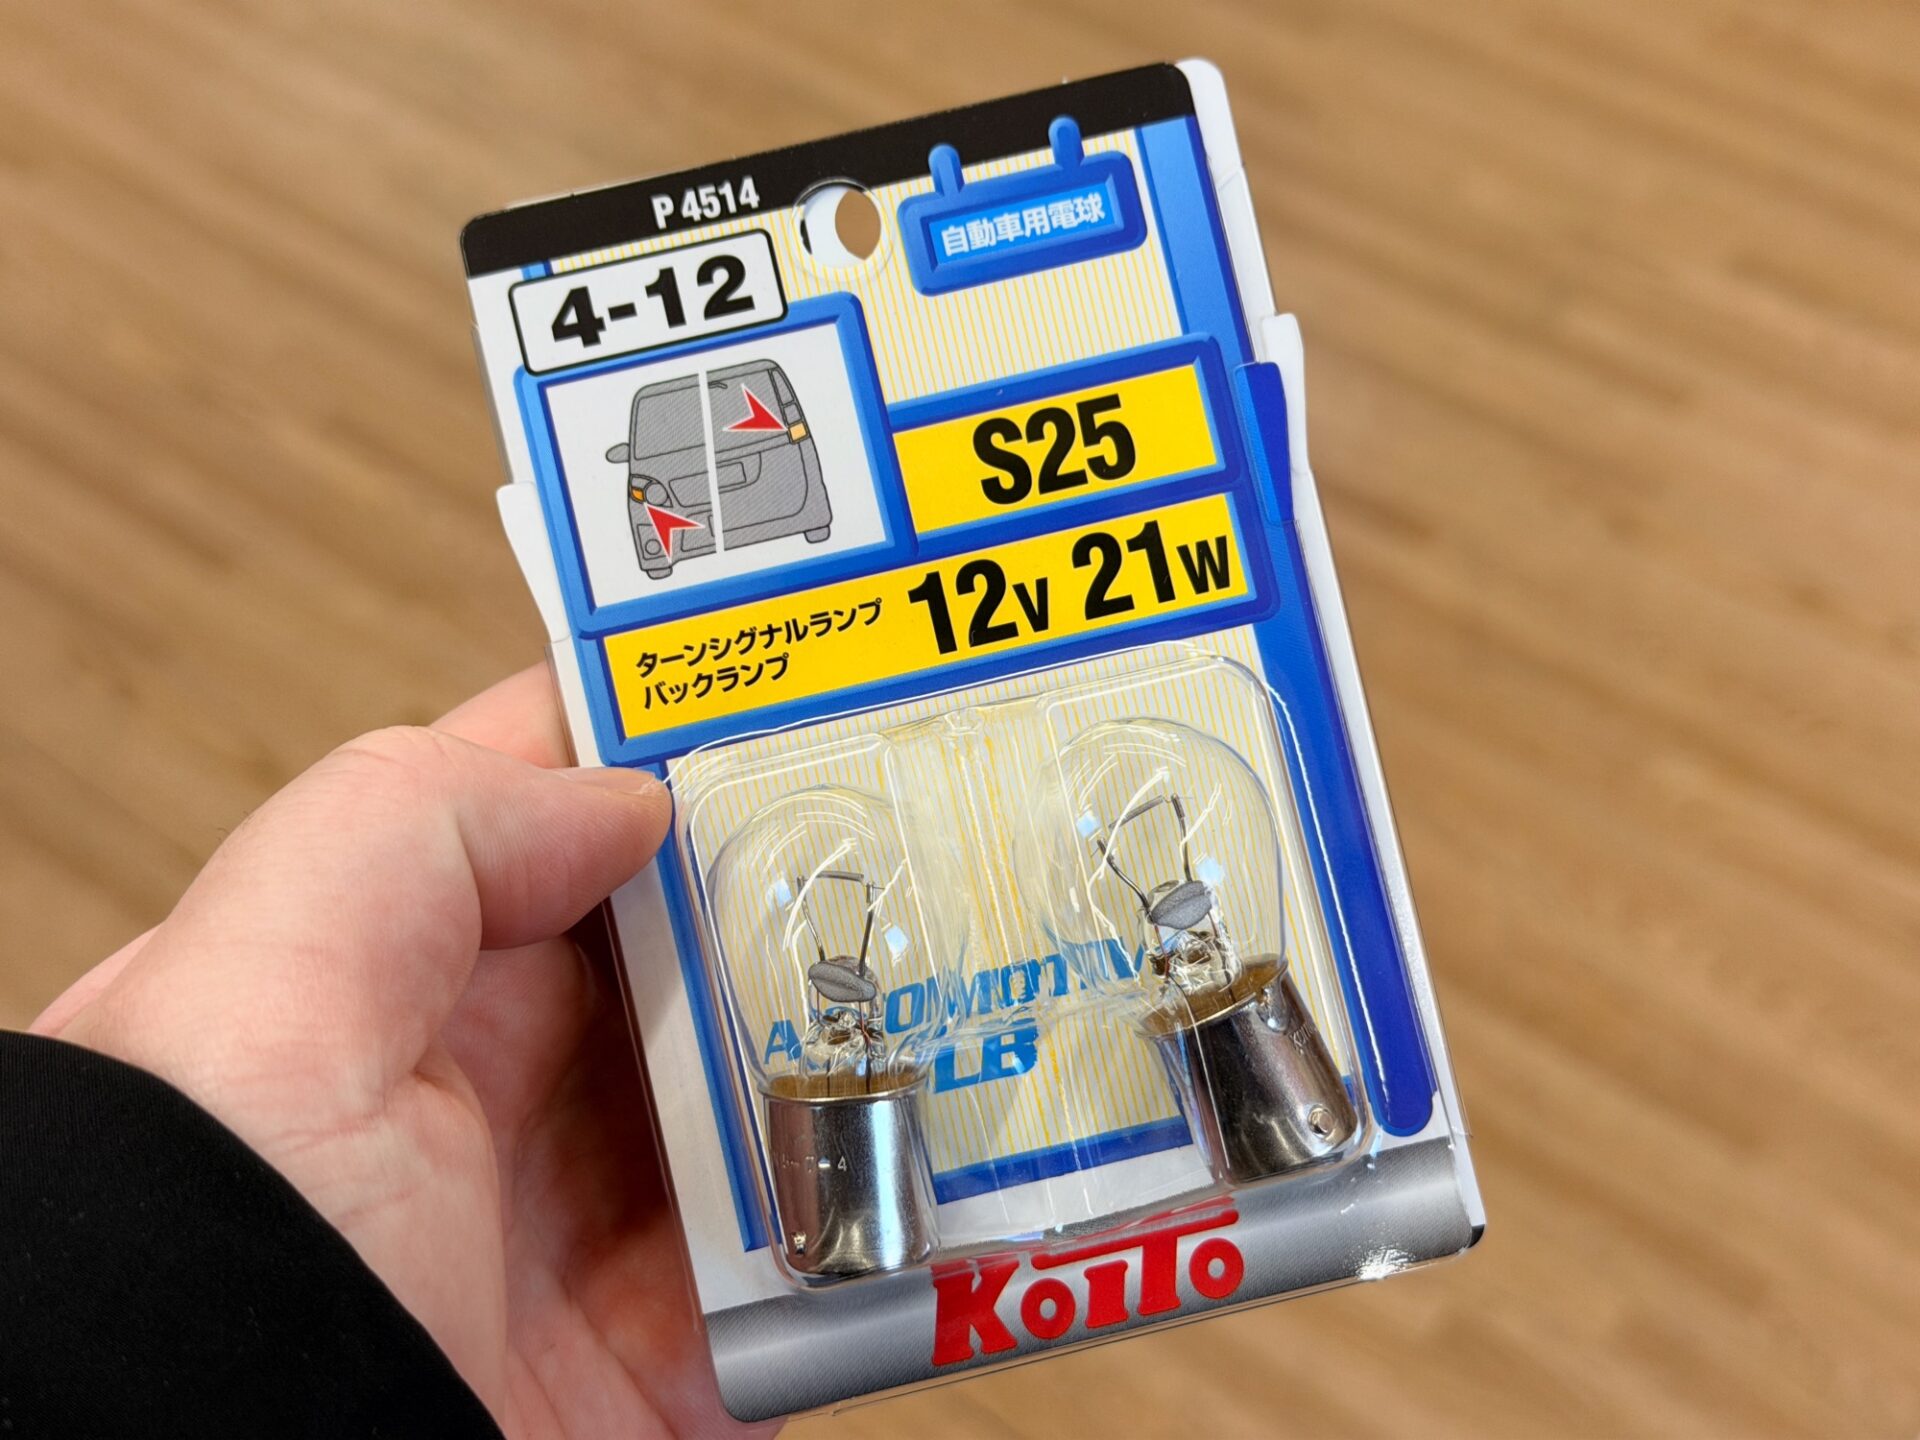 P 4514
自動車用電球
4-12
S25
ターンシグナルランプ
バックランプ
12V 21W
KOITO